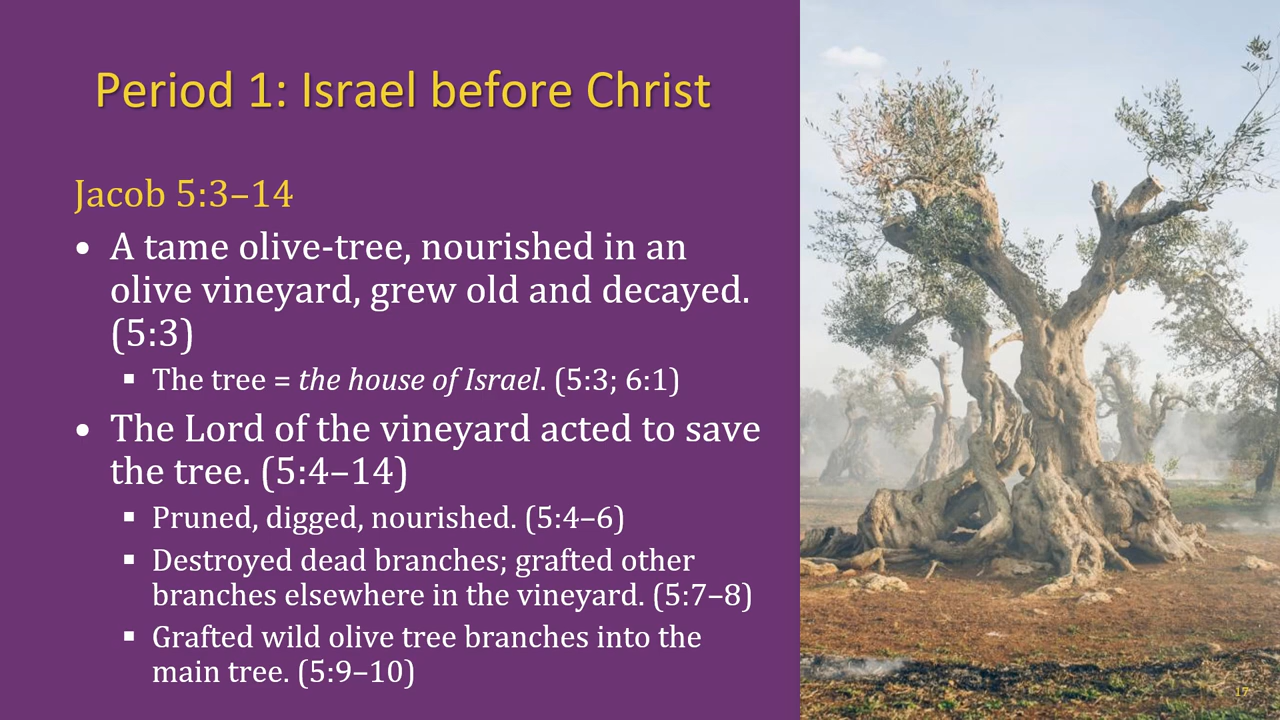 Period 1: Israel before Christ
Jacob 5:3–14
• A tame olive-tree, nourished in an
olive vineyard, grew old and decayed.
(5:3)
▪ The tree = the house of Israel. (5:3; 6:1)
• The Lord of the vineyard acted to save
the tree. (5:4–14)
▪ Pruned, digged, nourished. (5:4–6)
▪ Destroyed dead branches; grafted other
branches elsewhere in the vineyard. (5:7–8)
▪ Grafted wild olive tree branches into the
main tree. (5:9–10)
17